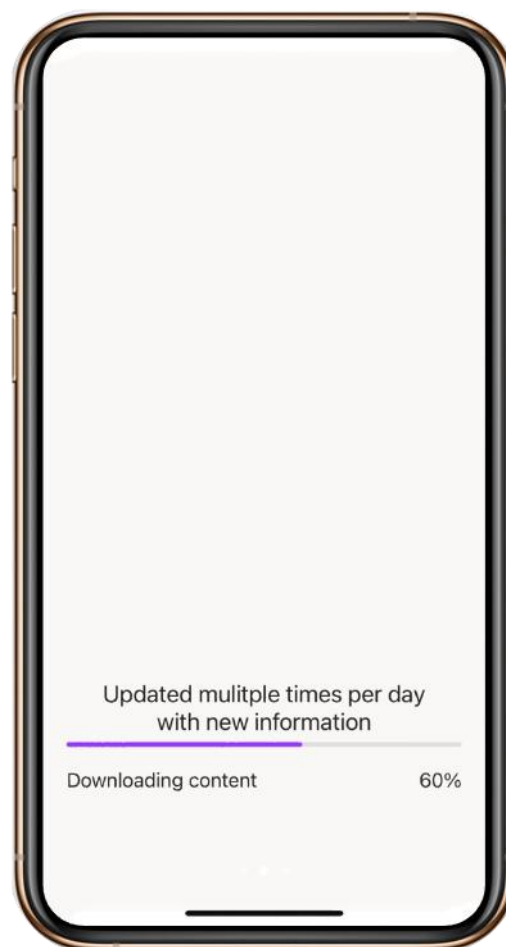 Updated mulitple times per day
with new information
Downloading content 60%